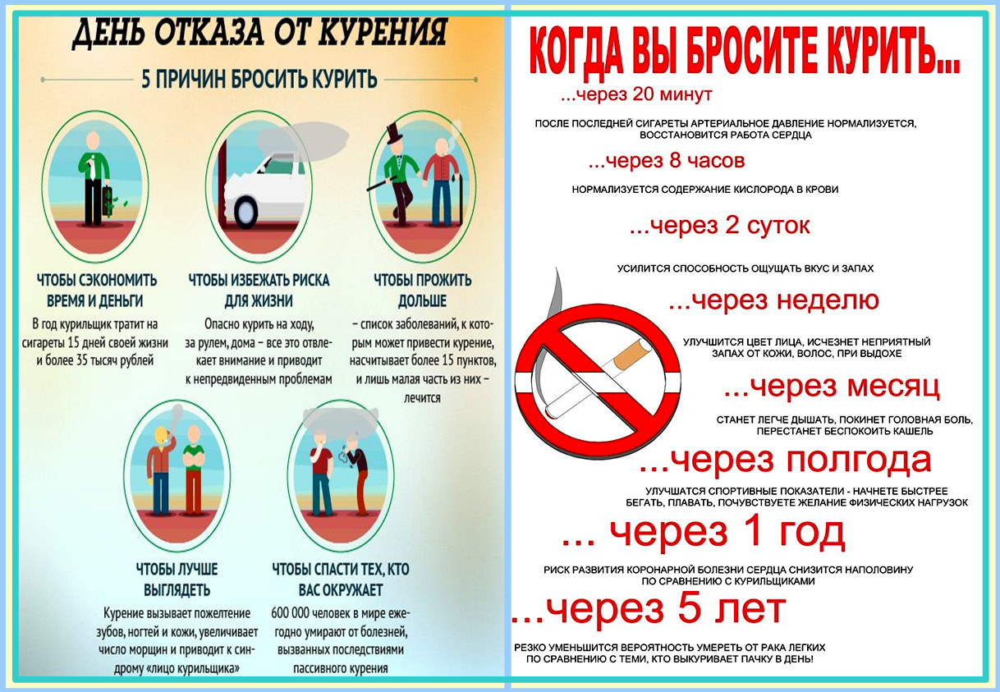 ДЕНЬ ОТКАЗА ОТ КУРЕНИЯ
5 ПРИЧИН БРОСИТЬ КУРИТЬ
ЧТОБЫ СЭКОНОМИТЬ
ВРЕМЯ И ДЕНЬГИ
В год курильщик тратит на
сигареты 15 дней своей жизни
и более 35 тысяч рублей
ЧТОБЫ ИЗБЕЖАТЬ РИСКА
ДЛЯ ЖИЗНИ
Опасно курить на ходу,
за рулем, дома – все это отвле-
кает внимание и приводит
к непредвиденным проблемам
ЧТОБЫ ПРОЖИТЬ
ДОЛЬШЕ
– список заболеваний, к кото-
рым может привести курение,
насчитывает более 15 пунктов,
и лишь малая часть из них –
лечится
ЧТОБЫ ЛУЧШЕ
ВЫГЛЯДЕТЬ
Курение вызывает пожелтение
зубов, ногтей и кожи, увеличивает
число морщин и приводит к син-
дрому «лицо курильщика»
ЧТОБЫ СПАСТИ ТЕХ, КТО
ВАС ОКРУЖАЕТ
600 000 человек в мире еже-
годно умирают от болезней,
вызванных последствиями
пассивного курения
КОГДА ВЫ БРОСИТЕ КУРИТЬ...
...через 20 минут
ПОСЛЕ ПОСЛЕДНЕЙ СИГАРЕТЫ АРТЕРИАЛЬНОЕ ДАВЛЕНИЕ НОРМАЛИЗУЕТСЯ,
ВОССТАНОВИТСЯ РАБОТА СЕРДЦА
...через 8 часов
НОРМАЛИЗУЕТСЯ СОДЕРЖАНИЕ КИСЛОРОДА В КРОВИ
...через 2 суток
УСИЛИТСЯ СПОСОБНОСТЬ ОЩУЩАТЬ ВКУС И ЗАПАХ
...через неделю
УЛУЧШИТСЯ ЦВЕТ ЛИЦА, ИСЧЕЗНЕТ НЕПРИЯТНЫЙ
ЗАПАХ ОТ КОЖИ, ВОЛОС, ПРИ ВЫДОХЕ
...через месяц
СТАНЕТ ЛЕГЧЕ ДЫШАТЬ, ПОКИНЕТ ГОЛОВНАЯ БОЛЬ,
ПЕРЕСТАНЕТ БЕСПОКОИТЬ КАШЕЛЬ
...через полгода
УЛУЧШАТСЯ СПОРТИВНЫЕ ПОКАЗАТЕЛИ - НАЧНЕТЕ БЫСТРЕЕ
БЕГАТЬ, ПЛАВАТЬ, ПОЧУВСТВУЕТЕ ЖЕЛАНИЕ ФИЗИЧЕСКИХ НАГРУЗОК
... через 1 год
РИСК РАЗВИТИЯ КОРОНАРНОЙ БОЛЕЗНИ СЕРДЦА СНИЗИТСЯ НАПОЛОВИНУ
ПО СРАВНЕНИЮ С КУРИЛЬЩИКАМИ
...через 5 лет
РЕЗКО УМЕНЬШИТСЯ ВЕРОЯТНОСТЬ УМЕРЕТЬ ОТ РАКА ЛЕГКИХ
ПО СРАВНЕНИЮ С ТЕМИ, КТО ВЫКУРИВАЕТ ПАЧКУ В ДЕНЬ!